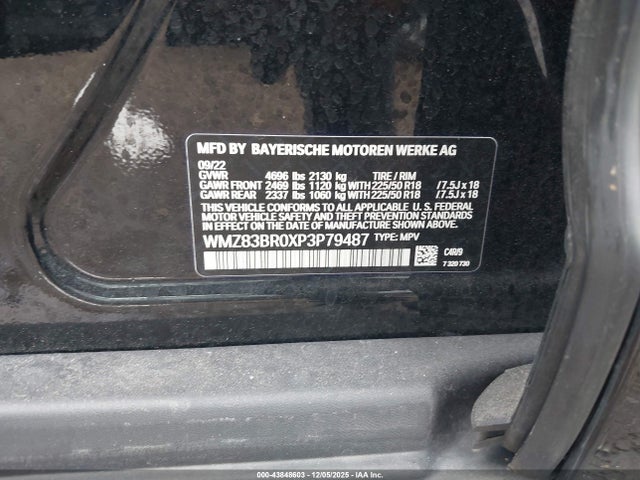 MFD BY BAYERISCHE MOTOREN WERKE AG
09/22
GVWR 4696 lbs 2130 kg TIRE / RIM
GAWR FRONT 2469 lbs 1120 kg WITH 225/50 R18 /7.5J x 18
GAWR REAR 2337 lbs 1060 kg WITH 225/50 R18 /7.5J x 18
THIS VEHICLE CONFORMS TO ALL APPLICABLE U. S. FEDERAL
MOTOR VEHICLE SAFETY, BUMPER, AND THEFT PREVENTION
STANDARDS IN EFFECT ON THE DATE OF MANUFACTURE
SHOWN ABOVE.
WMZ83BR0XP3P79487 TYPE: MPV
C4R/9
7 320 730
000-43848603 - 12/05/2025 - IAA Inc.